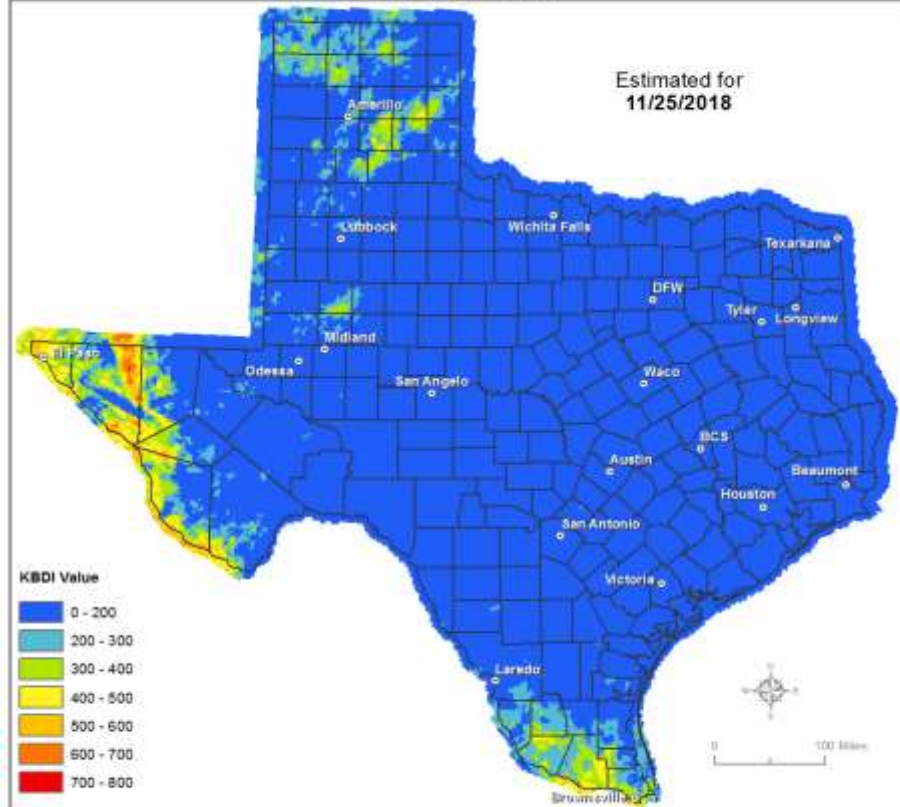 Estimated for
11/25/2018
Amarillo
Lubbock
Wichita Falls
Texarkana
DFW
Tyler
Longview
El Paso
Midland
Odessa
San Angelo
Waco
BCS
Austin
Beaumont
Houston
San Antonio
Victoria
Laredo
Brownsville
KBDI Value
0 - 200
200 - 300
300 - 400
400 - 500
500 - 600
600 - 700
700 - 800
0 100 Miles